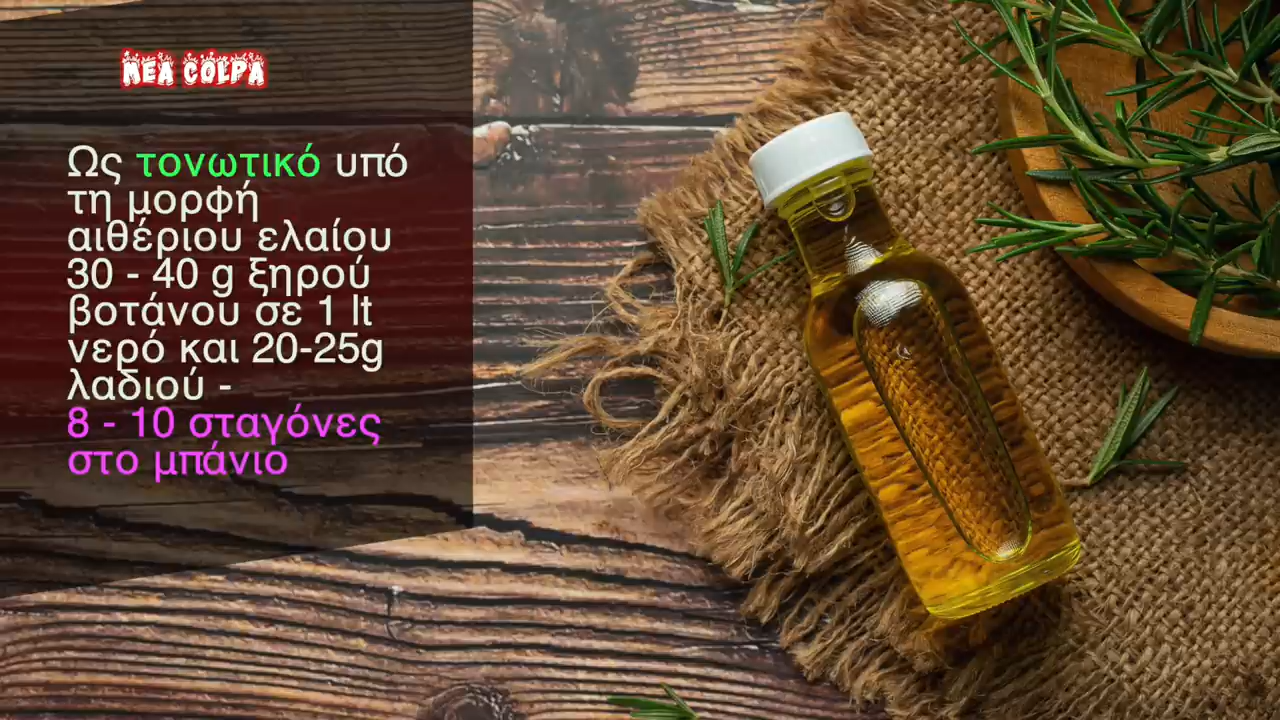 MEA COLPA
Ως τονωτικό υπό
τη μορφή
αιθέριου ελαίου
30 - 40 g ξηρού
βοτάνου σε 1 lt
νερό και 20-25g
λαδιού -
8 - 10 σταγόνες
στο μπάνιο